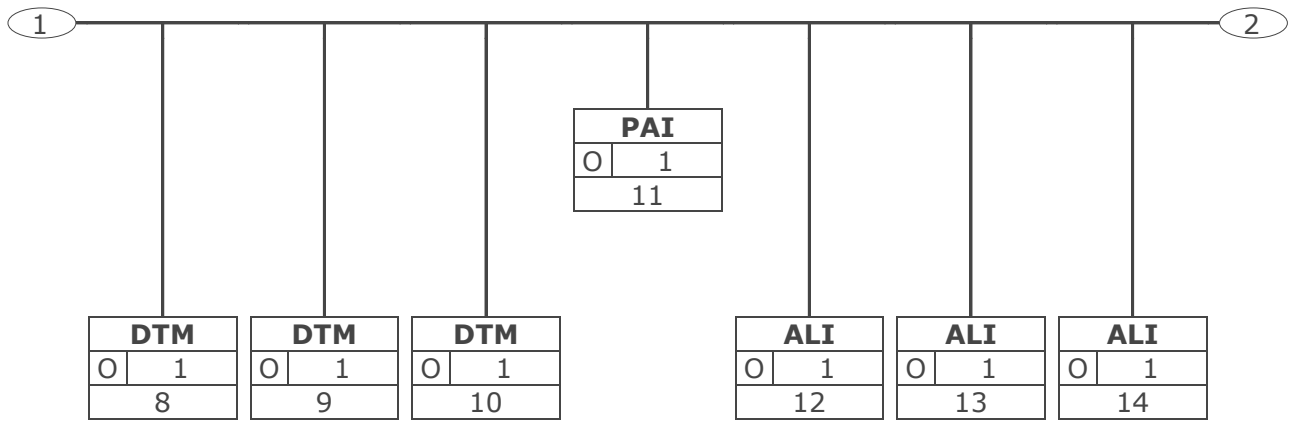 1 2
PAI
O 1
11
DTM DTM DTM ALI ALI ALI
O 1 O 1 O 1 O 1 O 1 O 1
8 9 10 12 13 14